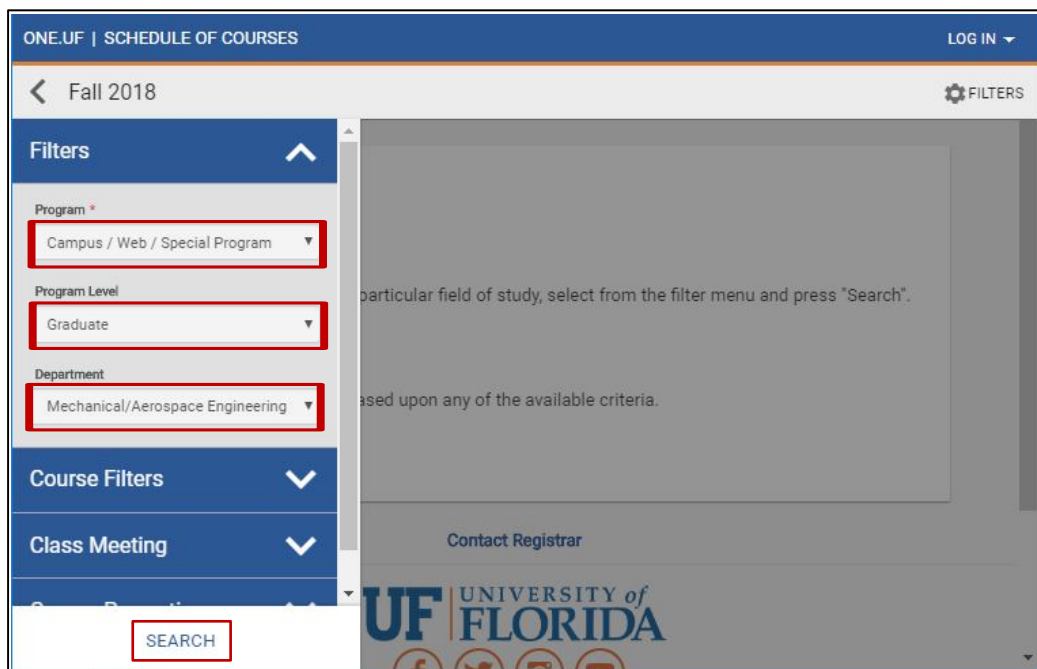 ONE.UF | SCHEDULE OF COURSES
LOG IN
Fall 2018
FILTERS
Filters
Program *
Campus / Web / Special Program
Program Level
particular field of study, select from the filter menu and press "Search".
Graduate
Department
Mechanical/Aerospace Engineering
ased upon any of the available criteria.
Course Filters
Class Meeting
Contact Registrar
UF UNIVERSITY of
FLORIDA
SEARCH